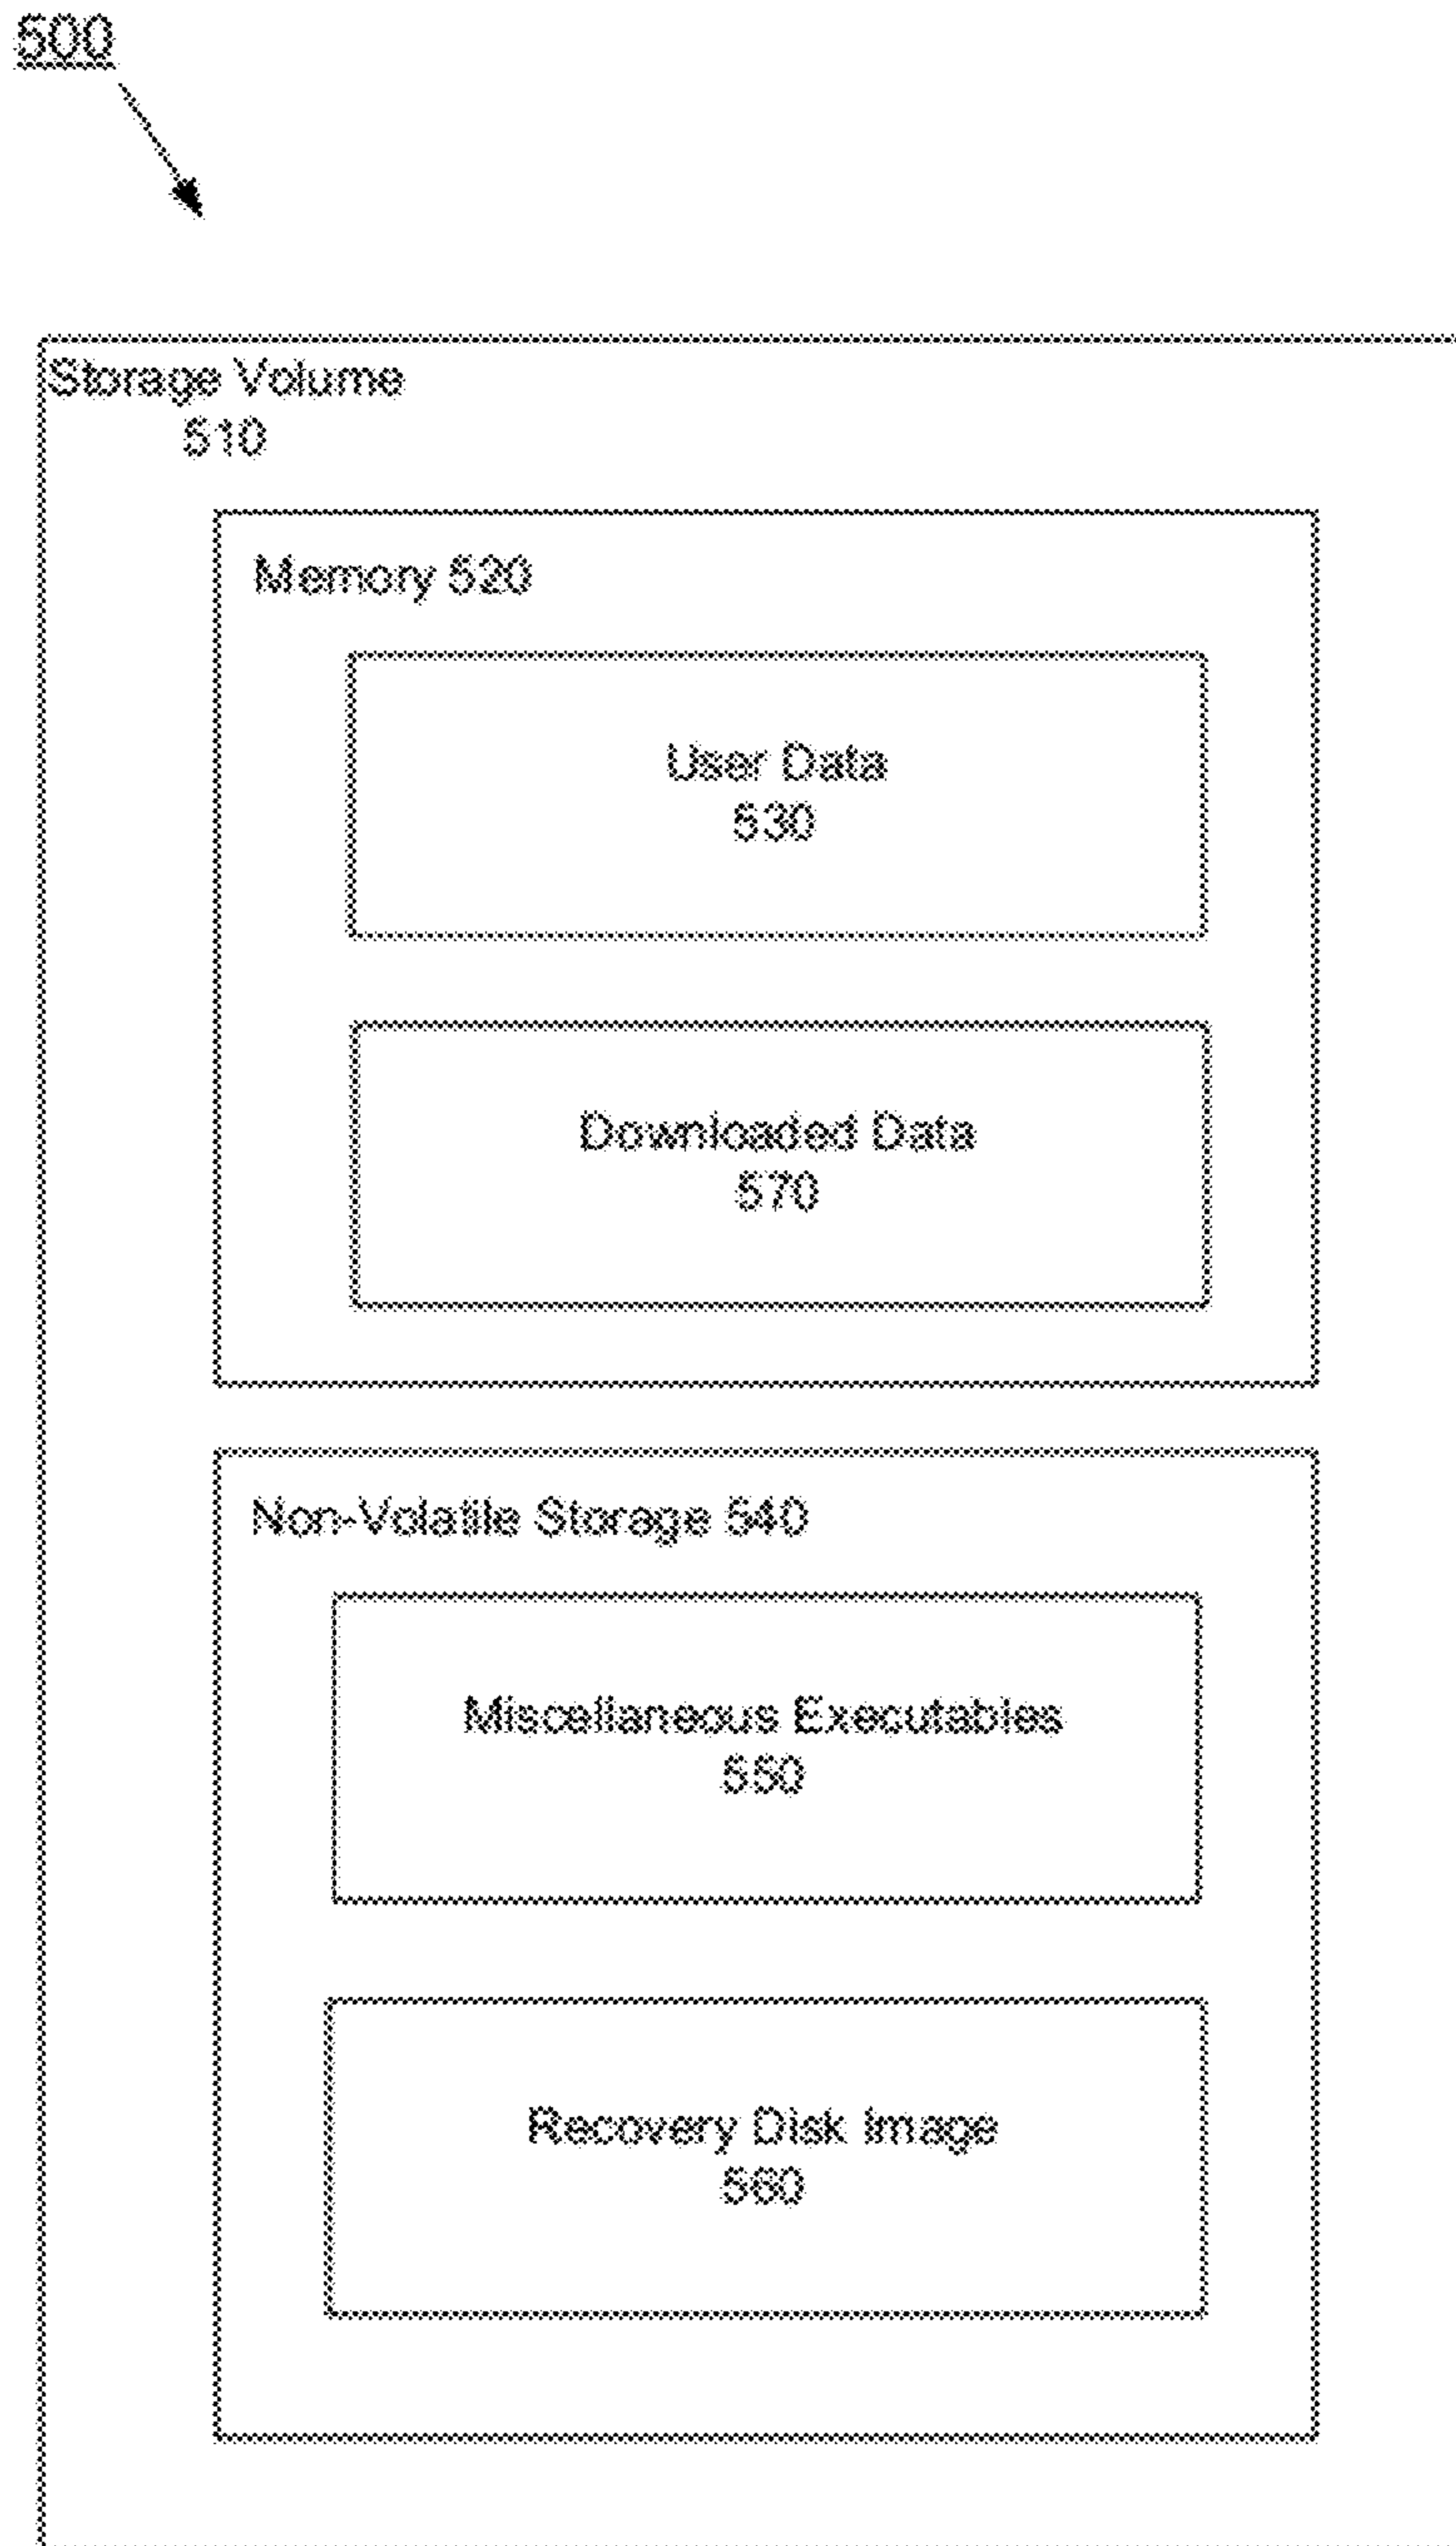 500
Storage Volume
510
Memory 520
User Data
530
Downloaded Data
570
Non-Volatile Storage 540
Miscellaneous Executables
550
Recovery Disk Image
560